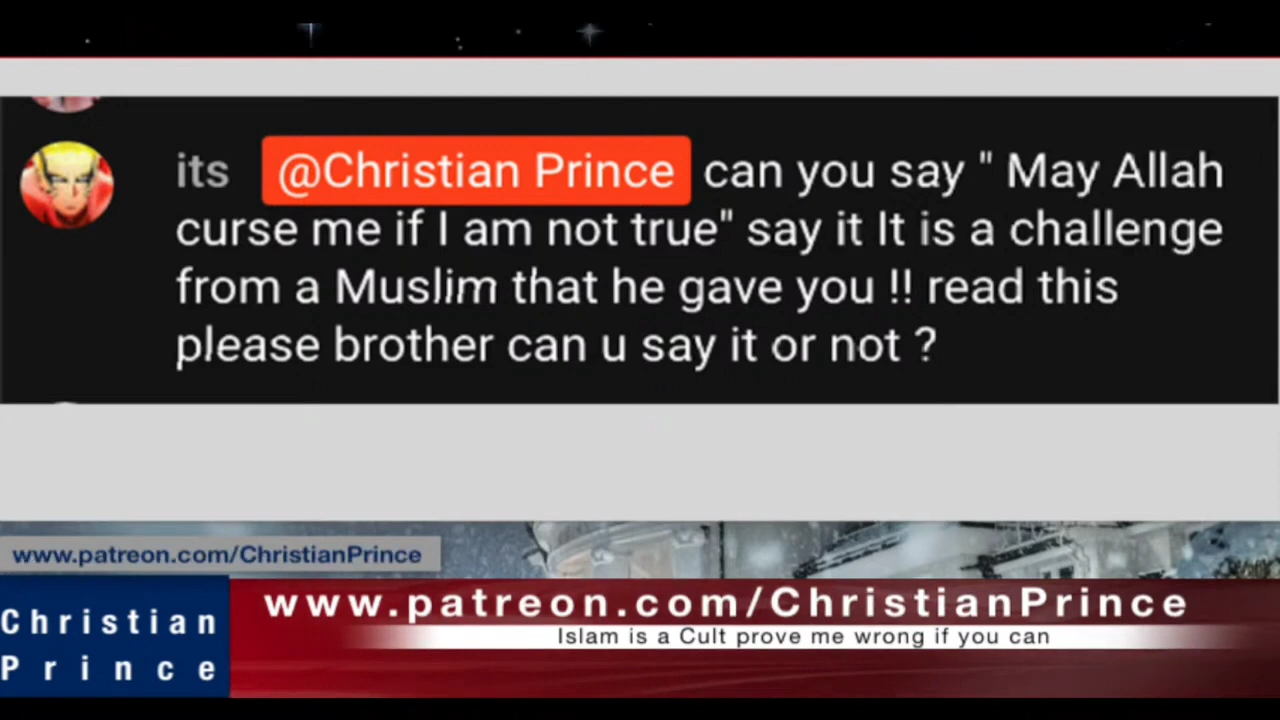 its @Christian Prince can you say " May Allah
curse me if I am not true" say it It is a challenge
from a Muslim that he gave you !! read this
please brother can u say it or not ?
www.patreon.com/ChristianPrince
Christian
Prince
www.patreon.com/ChristianPrince
Islam is a Cult prove me wrong if you can